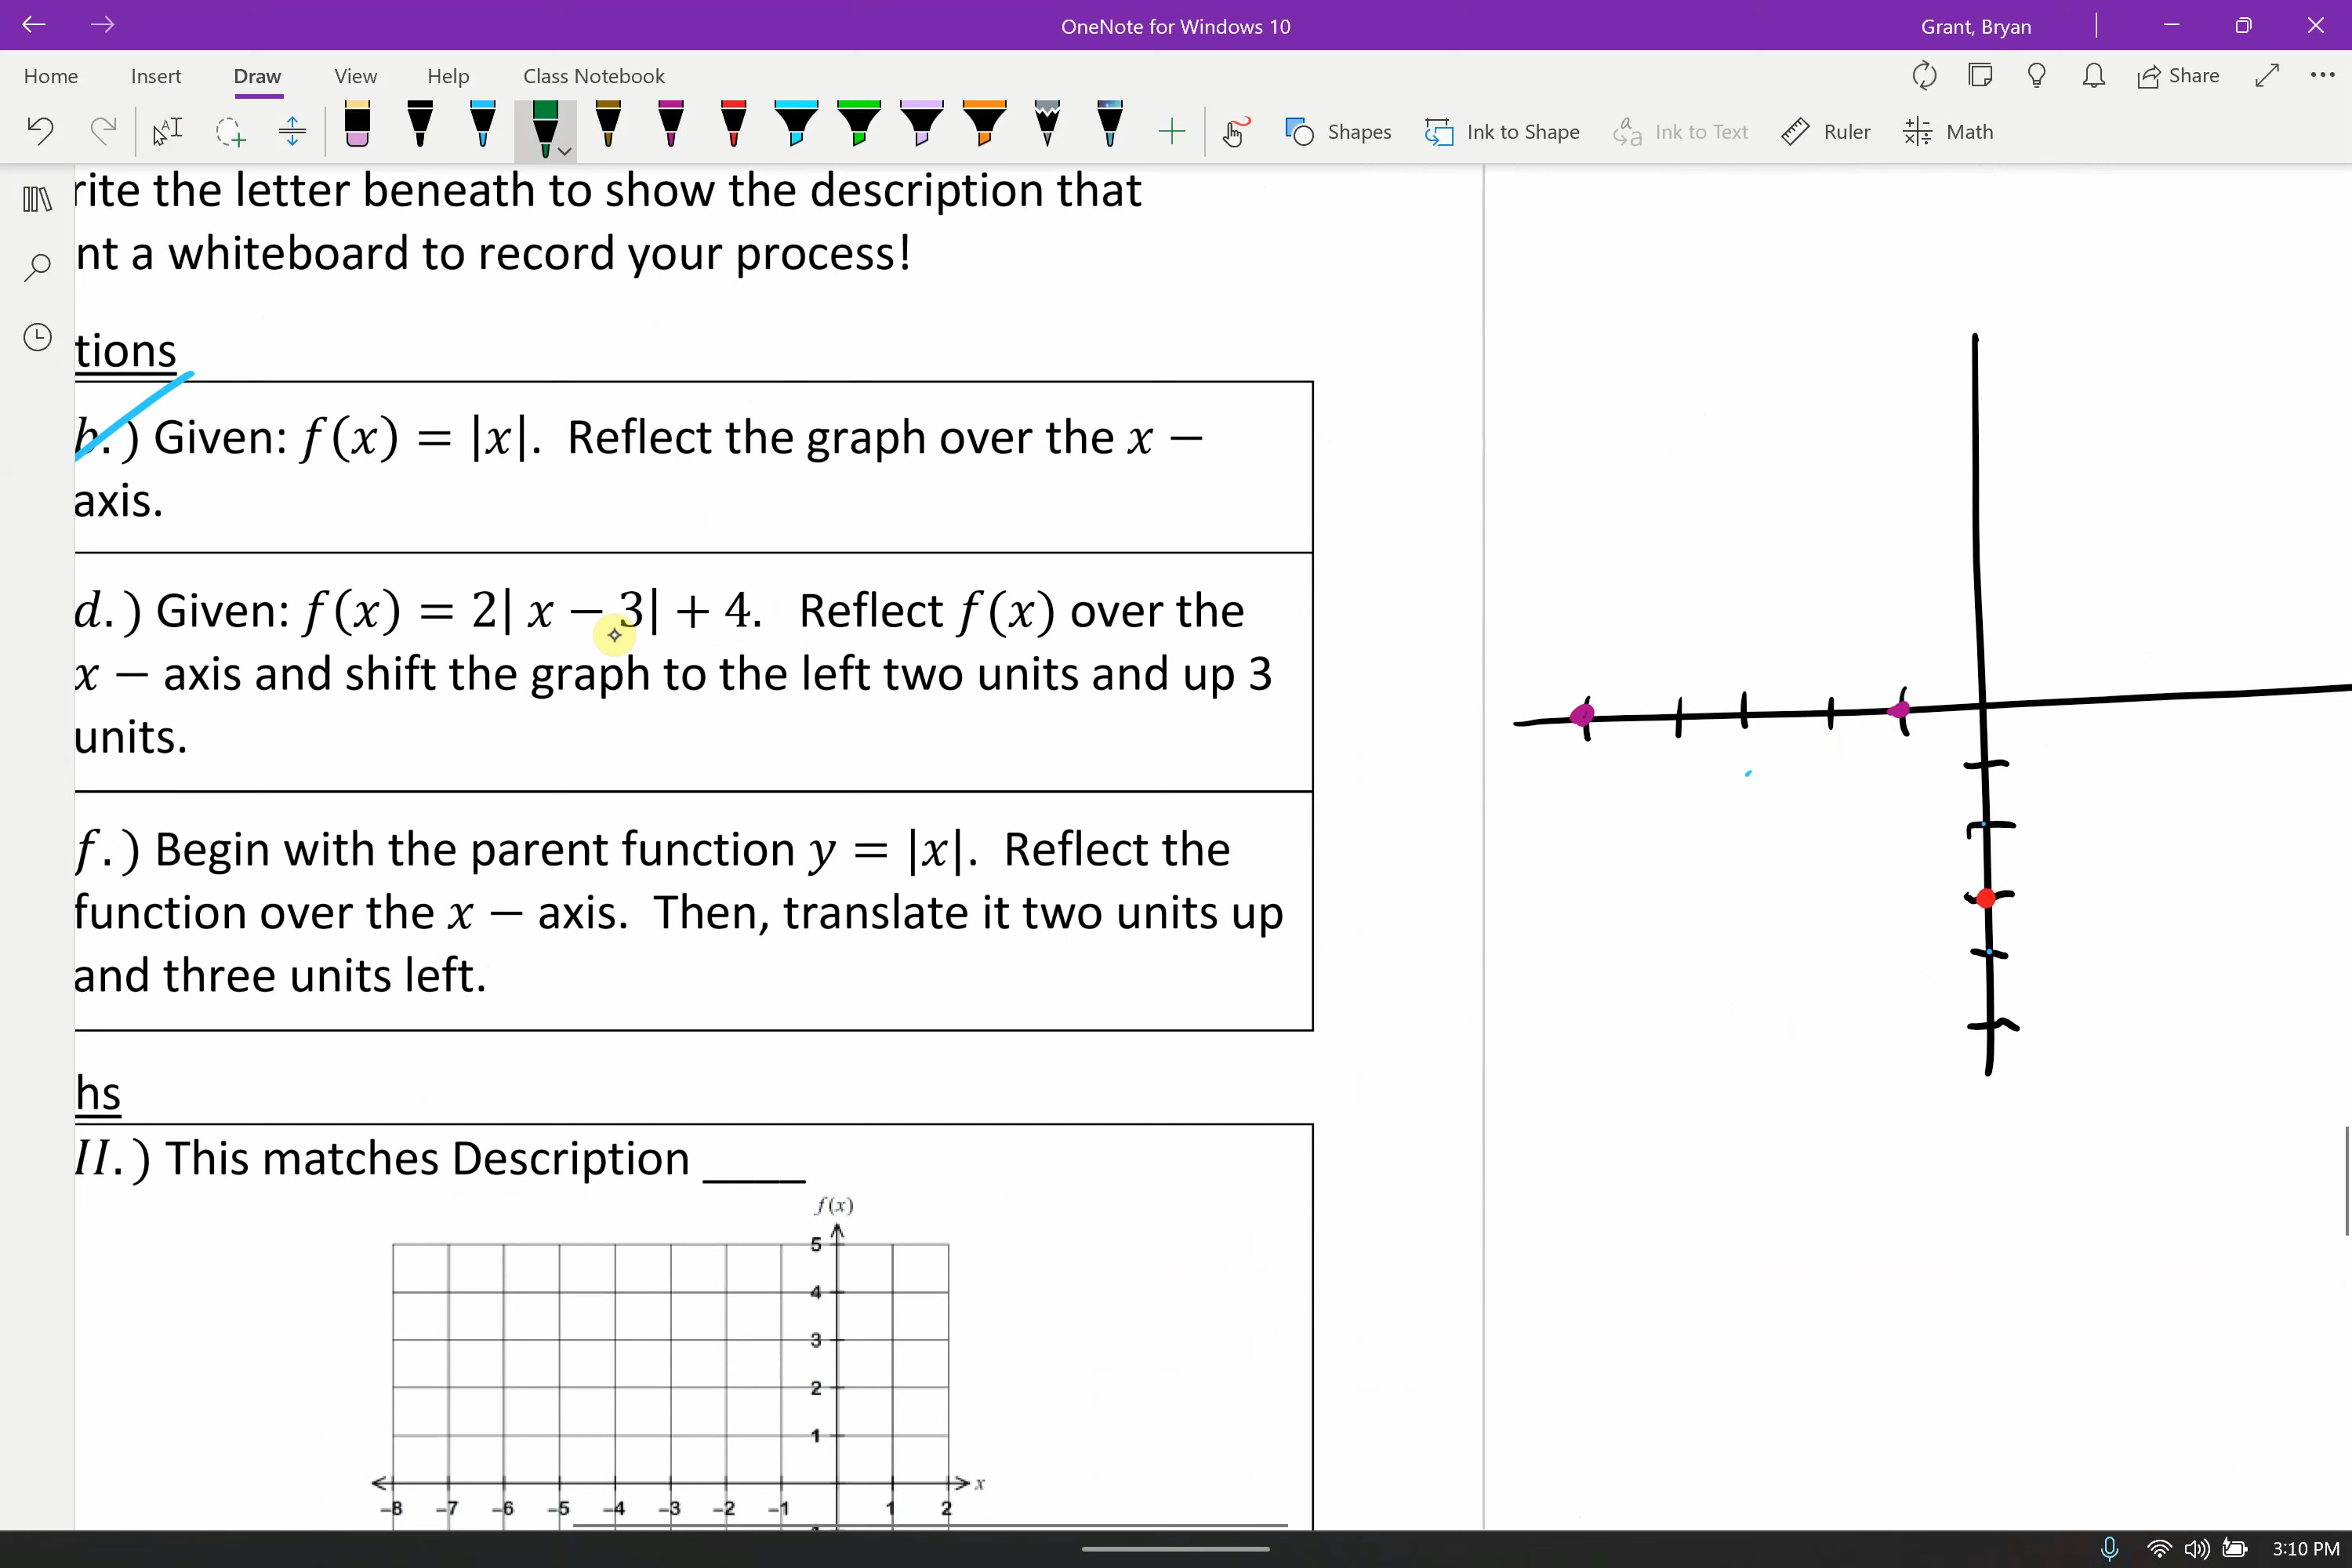 OneNote for Windows 10
Grant, Bryan
Home Insert Draw View Help Class Notebook
Share
Shapes Ink to Shape Ink to Text Ruler Math
rite the letter beneath to show the description that
nt a whiteboard to record your process!
tions
b.) Given: f(x) = |x|. Reflect the graph over the x −
axis.
d.) Given: f(x) = 2| x − 3| + 4. Reflect f(x) over the
x − axis and shift the graph to the left two units and up 3
units.
f.) Begin with the parent function y = |x|. Reflect the
function over the x − axis. Then, translate it two units up
and three units left.
hs
II.) This matches Description _____
f(x)
5
4
3
2
1
x
-8 -7 -6 -5 -4 -3 -2 -1 1 2
3:10 PM